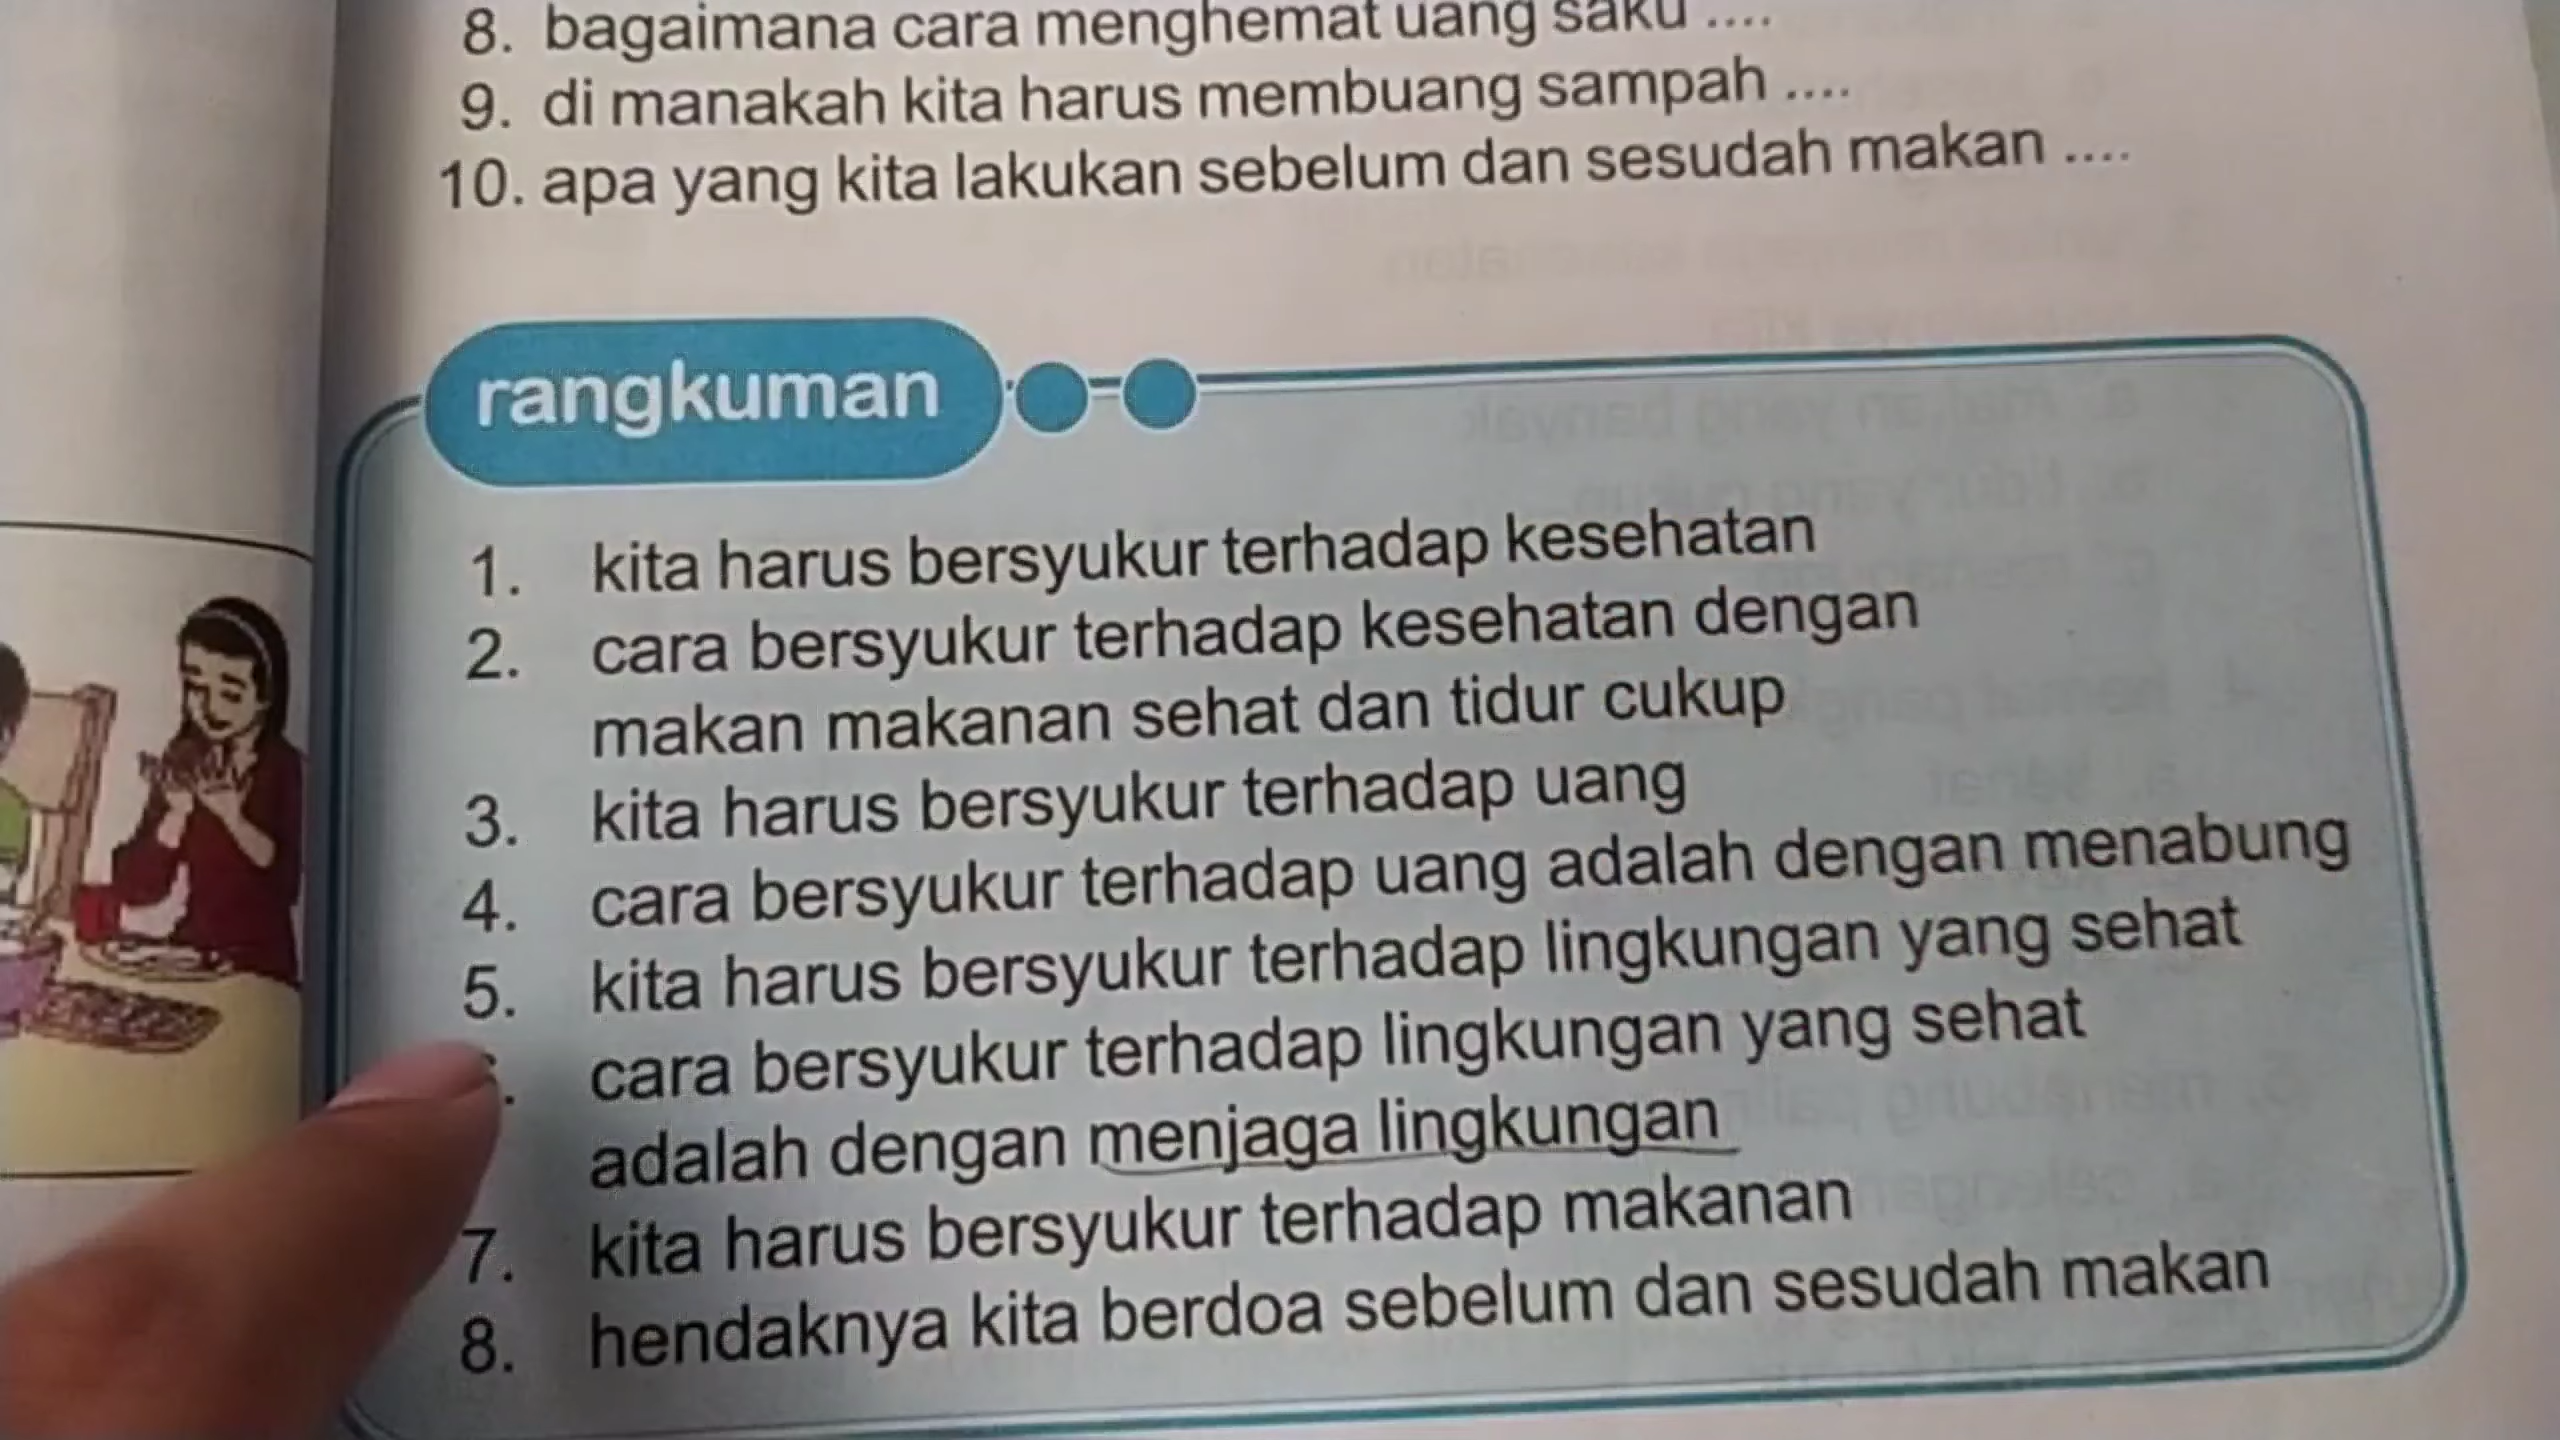 8. bagaimana cara menghemat uang saku ....
9. di manakah kita harus membuang sampah ....
10. apa yang kita lakukan sebelum dan sesudah makan ....
rangkuman
1. kita harus bersyukur terhadap kesehatan
2. cara bersyukur terhadap kesehatan dengan
makan makanan sehat dan tidur cukup
3. kita harus bersyukur terhadap uang
4. cara bersyukur terhadap uang adalah dengan menabung
5. kita harus bersyukur terhadap lingkungan yang sehat
cara bersyukur terhadap lingkungan yang sehat
adalah dengan menjaga lingkungan
7. kita harus bersyukur terhadap makanan
8. hendaknya kita berdoa sebelum dan sesudah makan